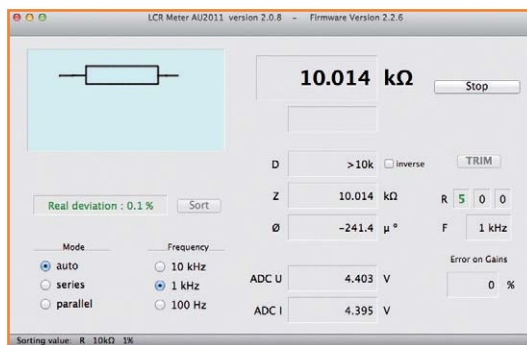 LCR Meter AU2011 version 2.0.8 – Firmware Version 2.2.6
10.014 kΩ
Stop
D >10k inverse TRIM
Real deviation : 0.1 % Sort
Z 10.014 kΩ R 5 0 0
Ø -241.4 µ° F 1 kHz
Mode Frequency
auto 10 kHz
series 1 kHz
parallel 100 Hz
Error on Gains
ADC U 4.403 V 0 %
ADC I 4.395 V
Sorting value: R 10kΩ 1%